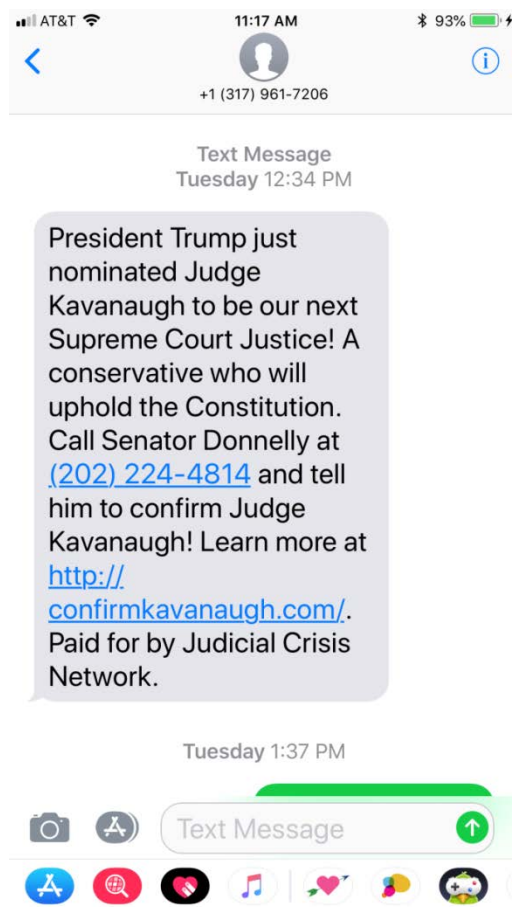 AT&T 11:17 AM 93%
+1 (317) 961-7206
Text Message
Tuesday 12:34 PM
President Trump just
nominated Judge
Kavanaugh to be our next
Supreme Court Justice! A
conservative who will
uphold the Constitution.
Call Senator Donnelly at
(202) 224-4814 and tell
him to confirm Judge
Kavanaugh! Learn more at
http://
confirmkavanaugh.com/.
Paid for by Judicial Crisis
Network.
Tuesday 1:37 PM
Text Message